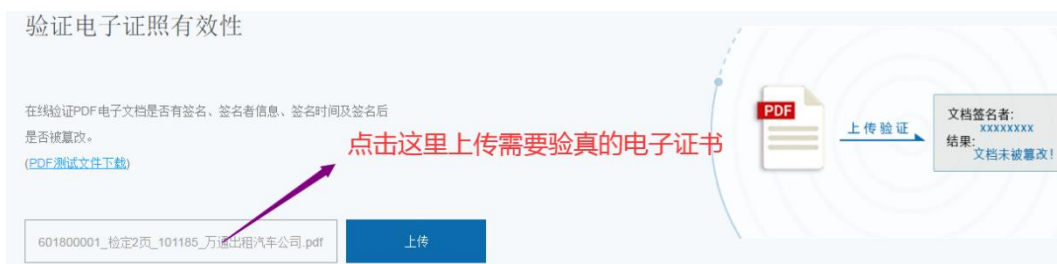 验证电子证照有效性
在线验证PDF电子文档是否有签名、签名者信息、签名时间及签名后
是否被篡改。
(PDF测试文件下载)
点击这里上传需要验真的电子证书
601800001_检定2页_101185_万通出租汽车公司.pdf
上传
PDF
上传验证
文档签名者:
xxxxxxxx
结果:
文档未被篡改!